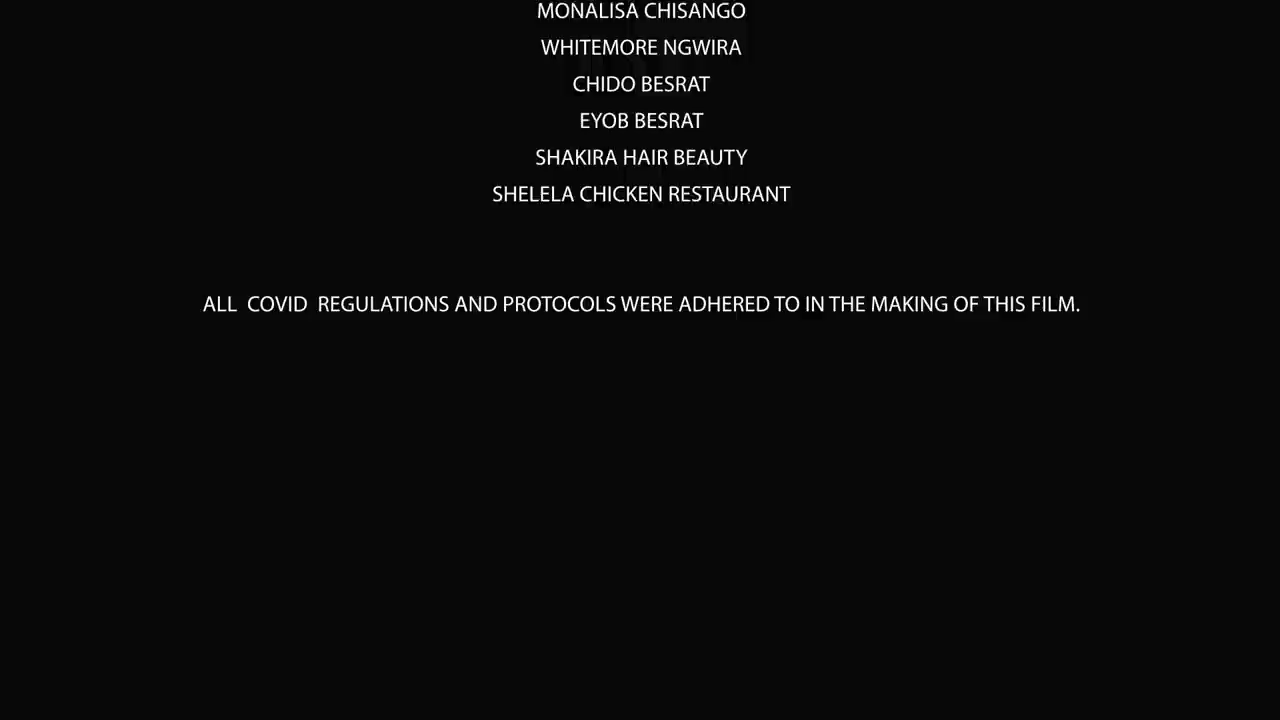 MONALISA CHISANGO
WHITEMORE NGWIRA
CHIDO BESRAT
EYOB BESRAT
SHAKIRA HAIR BEAUTY
SHELELA CHICKEN RESTAURANT
ALL COVID REGULATIONS AND PROTOCOLS WERE ADHERED TO IN THE MAKING OF THIS FILM.